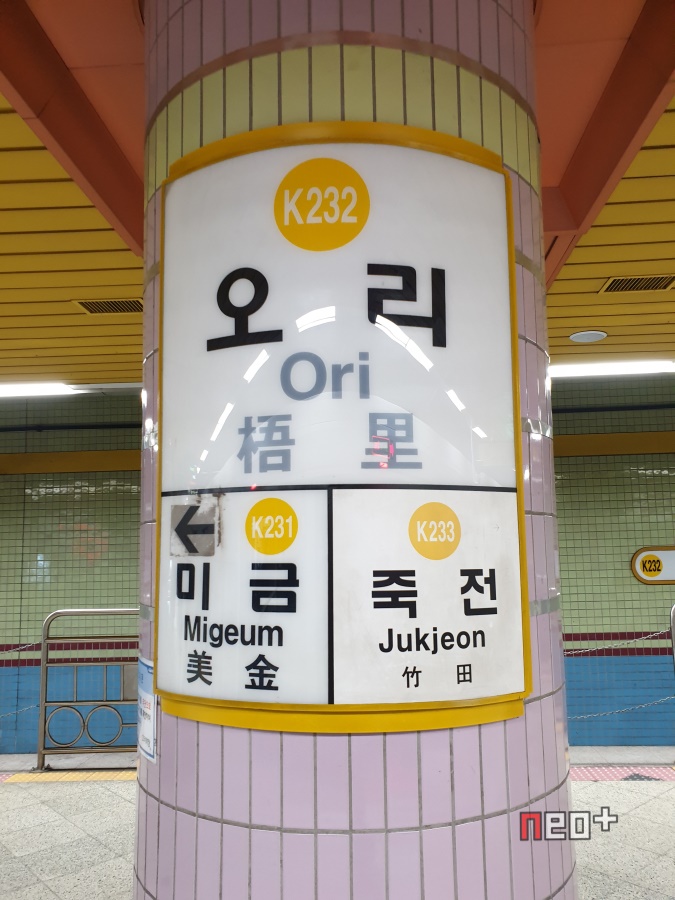 K232
오 리
Ori
梧 里
← K231
미 금
Migeum
美 金
K233
죽 전
Jukjeon
竹 田
K232
neo+